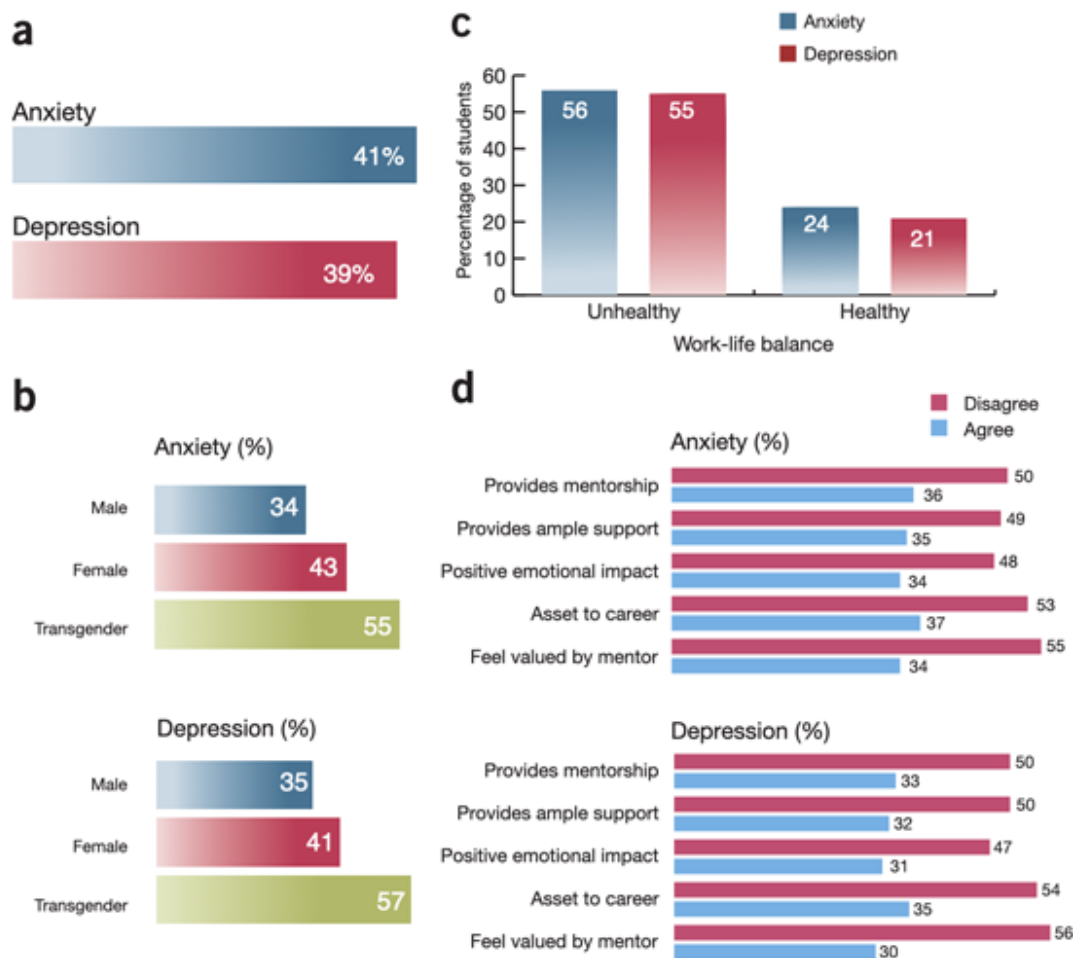 a
Anxiety
41%
Depression
39%
b
Anxiety (%)
Male 34
Female 43
Transgender 55
Depression (%)
Male 35
Female 41
Transgender 57
c
Anxiety
Depression
Percentage of students
60
50
40
30
20
10
0
56 55 24 21
Unhealthy Healthy
Work-life balance
d
Disagree
Agree
Anxiety (%)
Provides mentorship 50
36
Provides ample support 49
35
Positive emotional impact 48
34
Asset to career 53
37
Feel valued by mentor 55
34
Depression (%)
Provides mentorship 50
33
Provides ample support 50
32
Positive emotional impact 47
31
Asset to career 54
35
Feel valued by mentor 56
30